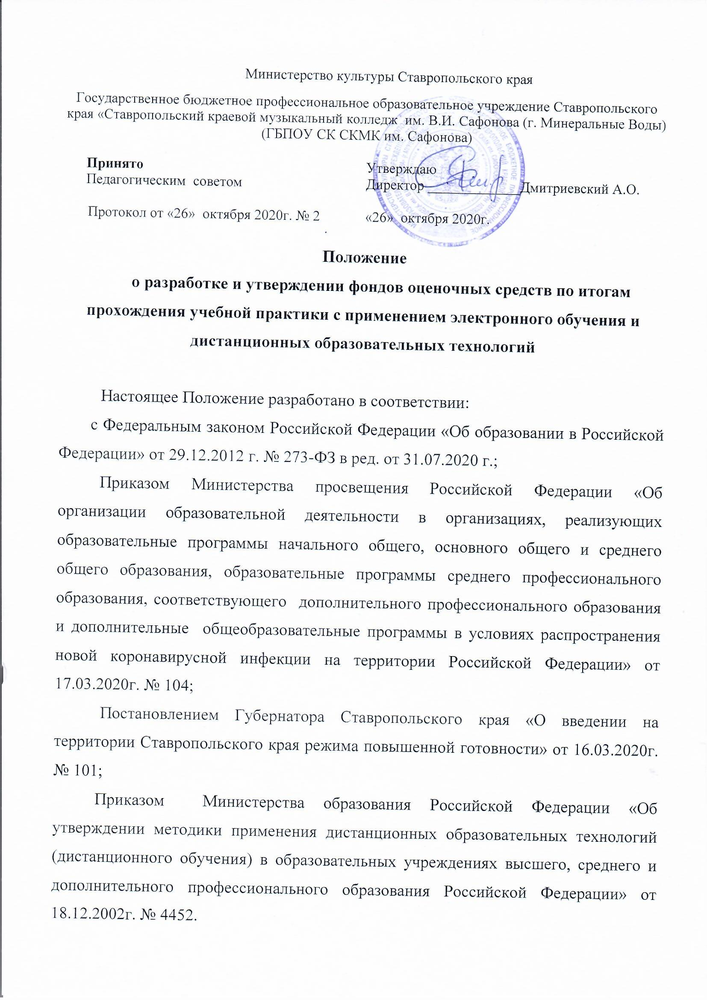 Министерство культуры Ставропольского края
Государственное бюджетное профессиональное образовательное учреждение Ставропольского
края «Ставропольский краевой музыкальный колледж им. В.И. Сафонова (г. Минеральные Воды)
(ГБПОУ СК СКМК им. Сафонова)
Принято
Педагогическим советом
Протокол от «26» октября 2020г. № 2
Утверждаю
Директор ______________Дмитриевский А.О.
«26» октября 2020г.
Положение
о разработке и утверждении фондов оценочных средств по итогам
прохождения учебной практики с применением электронного обучения и
дистанционных образовательных технологий
Настоящее Положение разработано в соответствии:
с Федеральным законом Российской Федерации «Об образовании в Российской
Федерации» от 29.12.2012 г. № 273-ФЗ в ред. от 31.07.2020 г.;
Приказом Министерства просвещения Российской Федерации «Об
организации образовательной деятельности в организациях, реализующих
образовательные программы начального общего, основного общего и среднего
общего образования, образовательные программы среднего профессионального
образования, соответствующего дополнительного профессионального образования
и дополнительные общеобразовательные программы в условиях распространения
новой коронавирусной инфекции на территории Российской Федерации» от
17.03.2020г. № 104;
Постановлением Губернатора Ставропольского края «О введении на
территории Ставропольского края режима повышенной готовности» от 16.03.2020г.
№ 101;
Приказом Министерства образования Российской Федерации «Об
утверждении методики применения дистанционных образовательных технологий
(дистанционного обучения) в образовательных учреждениях высшего, среднего и
дополнительного профессионального образования Российской Федерации» от
18.12.2002г. № 4452.